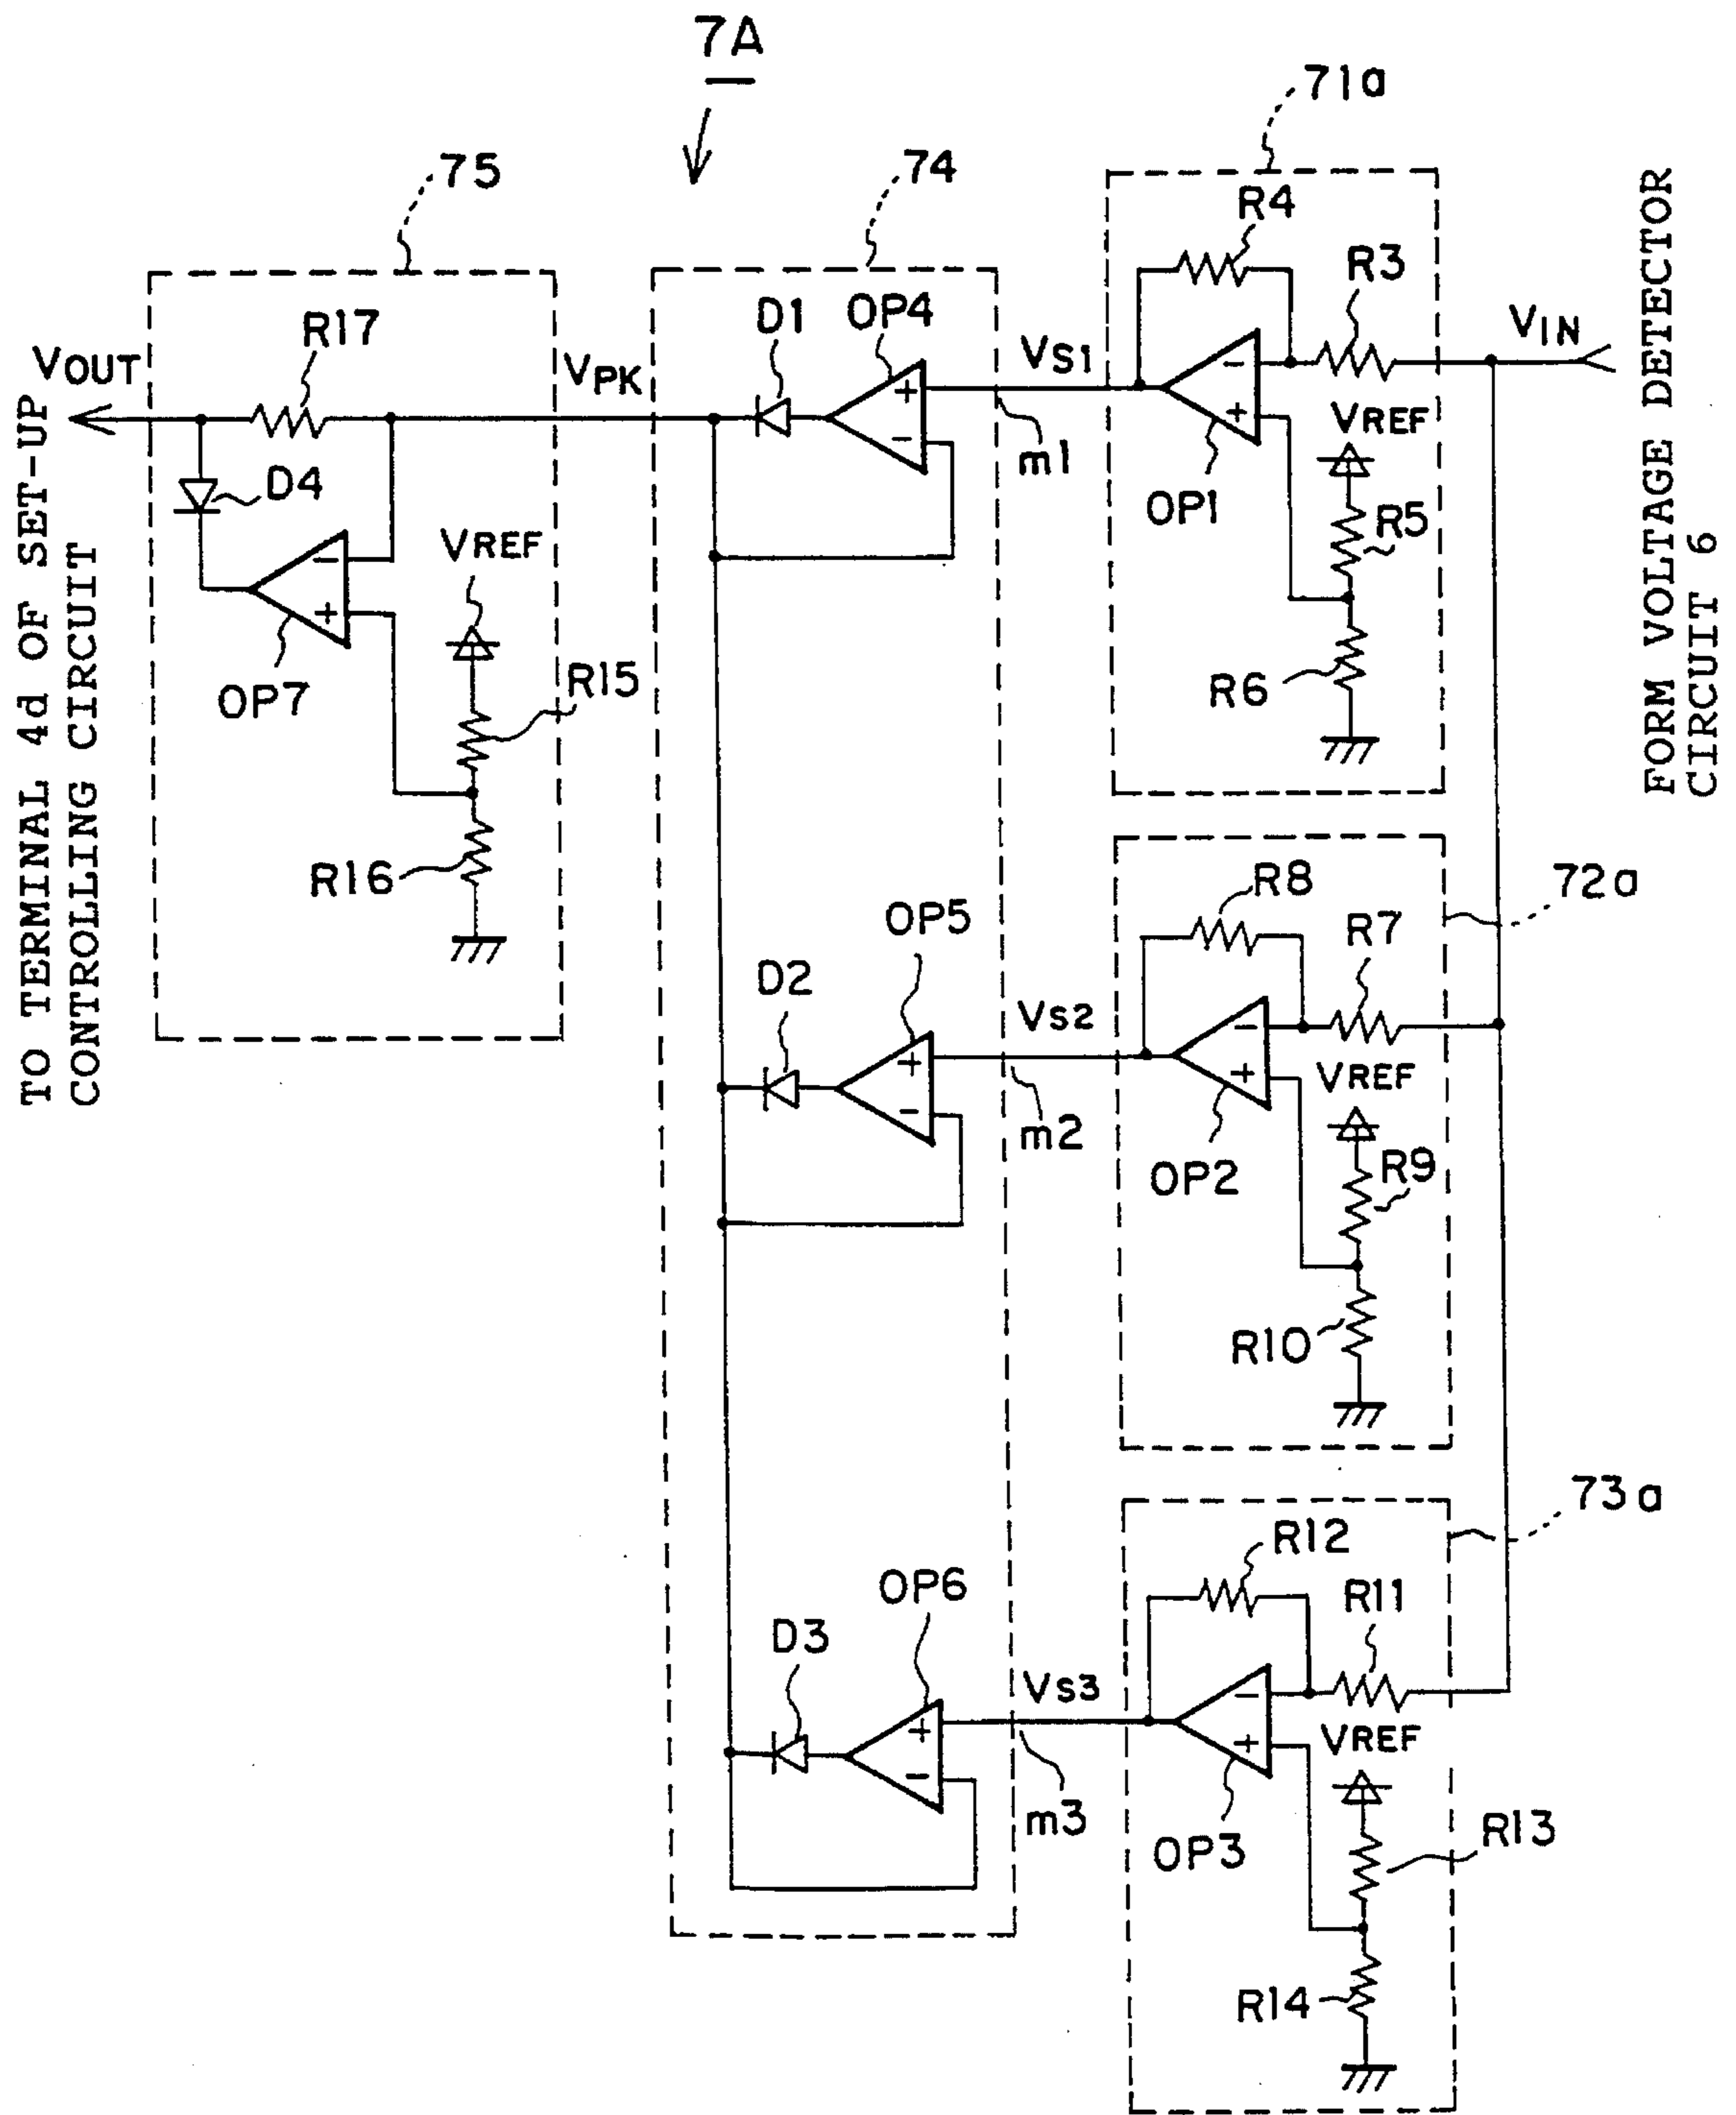 7A
71a
75
74
R4
R3
VIN
OP4
D1
R17
VOUT
VPK
VS1
VREF
m1
OP1
R5
D4
VREF
R6
OP7
R15
R16
R8
72a
R7
OP5
D2
VS2
VREF
m2
OP2
R9
R10
73a
R12
R11
OP6
D3
VS3
VREF
m3
OP3
R13
R14
+
-
-
+
-
+
+
-
-
+
+
-
-
+
TO TERMINAL 4d OF SET-UP
CONTROLLING CIRCUIT
FORM VOLTAGE DETECTOR
CIRCUIT 6